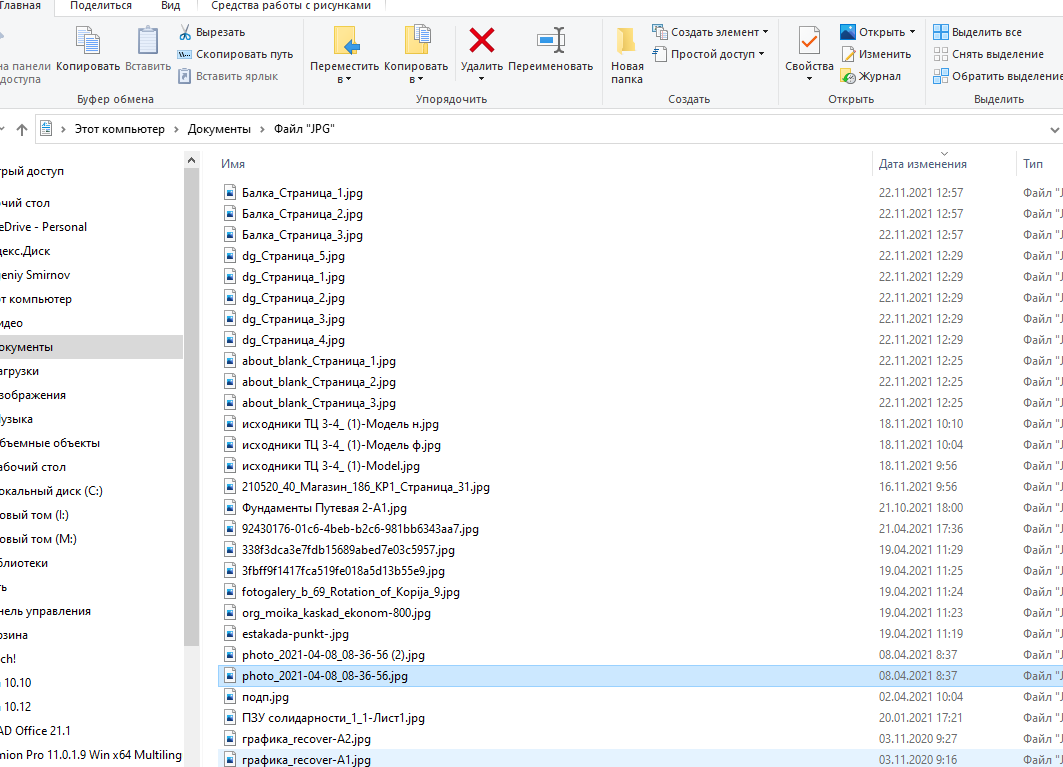 Главная Поделиться Вид Средства работы с рисунками
на панели доступа
Копировать
Вставить
Вырезать
Скопировать путь
Вставить ярлык
Буфер обмена
Переместить в
Копировать в
Удалить
Переименовать
Упорядочить
Новая папка
Создать элемент
Простой доступ
Создать
Свойства
Открыть
Изменить
Журнал
Открыть
Выделить все
Снять выделение
Обратить выделение
Выделить
Этот компьютер > Документы > Файл "JPG"
трый доступ
очий стол
eDrive - Personal
декс.Диск
geniy Smirnov
от компьютер
идео
окументы
агрузки
зображения
узыка
бъемные объекты
абочий стол
окальный диск (C:)
овый том (I:)
овый том (M:)
блиотеки
ть
нель управления
рзина
ch!
10.10
10.12
AD Office 21.1
mion Pro 11.0.1.9 Win x64 Multiling
Имя Дата изменения Тип
Балка_Страница_1.jpg 22.11.2021 12:57 Файл "J
Балка_Страница_2.jpg 22.11.2021 12:57 Файл "J
Балка_Страница_3.jpg 22.11.2021 12:57 Файл "J
dg_Страница_5.jpg 22.11.2021 12:29 Файл "J
dg_Страница_1.jpg 22.11.2021 12:29 Файл "J
dg_Страница_2.jpg 22.11.2021 12:29 Файл "J
dg_Страница_3.jpg 22.11.2021 12:29 Файл "J
dg_Страница_4.jpg 22.11.2021 12:29 Файл "J
about_blank_Страница_1.jpg 22.11.2021 12:25 Файл "J
about_blank_Страница_2.jpg 22.11.2021 12:25 Файл "J
about_blank_Страница_3.jpg 22.11.2021 12:25 Файл "J
исходники ТЦ 3-4_ (1)-Модель н.jpg 18.11.2021 10:10 Файл "J
исходники ТЦ 3-4_ (1)-Модель ф.jpg 18.11.2021 10:04 Файл "J
исходники ТЦ 3-4_ (1)-Model.jpg 18.11.2021 9:56 Файл "J
210520_40_Магазин_186_КР1_Страница_31.jpg 16.11.2021 9:56 Файл "J
Фундаменты Путевая 2-А1.jpg 21.10.2021 18:00 Файл "J
92430176-01c6-4beb-b2c6-981bb6343aa7.jpg 21.04.2021 17:36 Файл "J
338f3dca3e7fdb15689abed7e03c5957.jpg 19.04.2021 11:29 Файл "J
3fbff9f1417fca519fe018a5d13b55e9.jpg 19.04.2021 11:25 Файл "J
fotogalery_b_69_Rotation_of_Kopija_9.jpg 19.04.2021 11:24 Файл "J
org_moika_kaskad_ekonom-800.jpg 19.04.2021 11:23 Файл "J
estakada-punkt-.jpg 19.04.2021 11:19 Файл "J
photo_2021-04-08_08-36-56 (2).jpg 08.04.2021 8:37 Файл "J
photo_2021-04-08_08-36-56.jpg 08.04.2021 8:37 Файл "J
подп.jpg 02.04.2021 10:04 Файл "J
ПЗУ солидарности_1_1-Лист1.jpg 20.01.2021 17:21 Файл "J
графика_recover-A2.jpg 03.11.2020 9:27 Файл "J
графика_recover-A1.jpg 03.11.2020 9:16 Файл "J